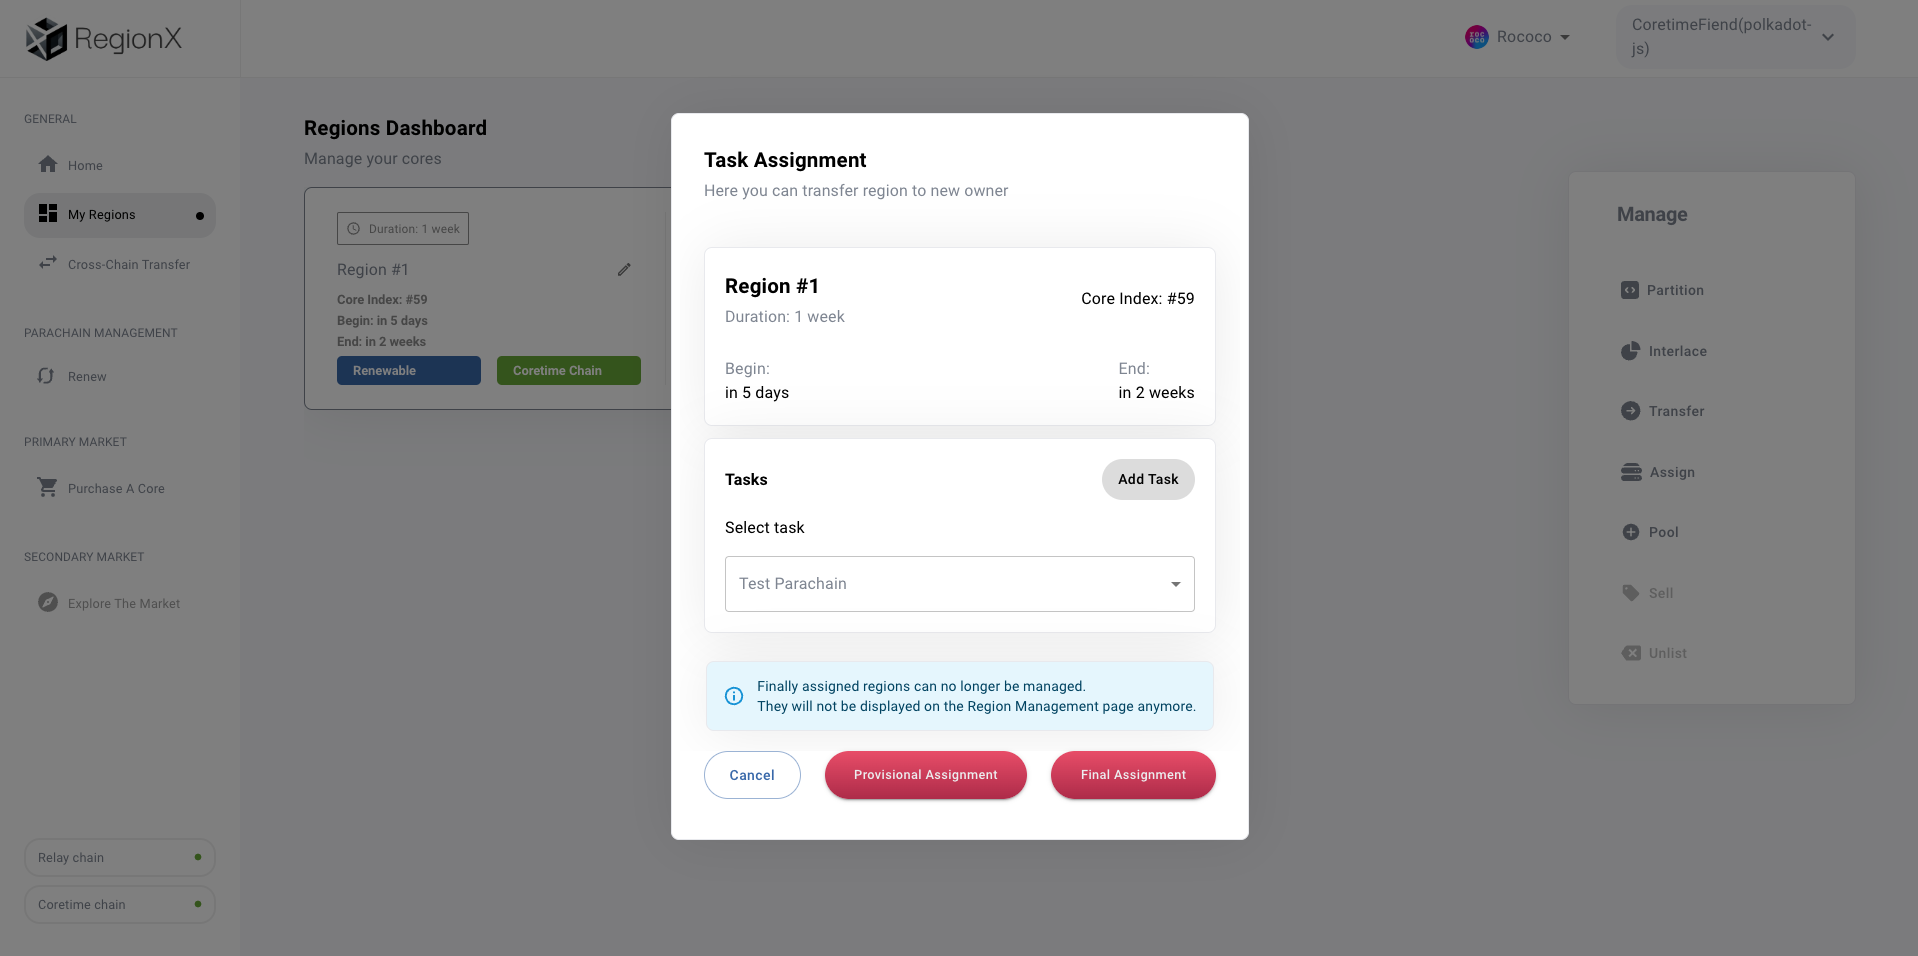 RegionX
Rococo
CoretimeFiend(polkadot-
js)
GENERAL
Home
My Regions
Cross-Chain Transfer
PARACHAIN MANAGEMENT
Renew
PRIMARY MARKET
Purchase A Core
SECONDARY MARKET
Explore The Market
Relay chain
Coretime chain
Regions Dashboard
Manage your cores
Duration: 1 week
Region #1
Core Index: #59
Begin: in 5 days
End: in 2 weeks
Renewable
Coretime Chain
Task Assignment
Here you can transfer region to new owner
Region #1
Duration: 1 week
Core Index: #59
Begin:
in 5 days
End:
in 2 weeks
Tasks
Add Task
Select task
Test Parachain
Finally assigned regions can no longer be managed.
They will not be displayed on the Region Management page anymore.
Cancel
Provisional Assignment
Final Assignment
Manage
Partition
Interlace
Transfer
Assign
Pool
Sell
Unlist